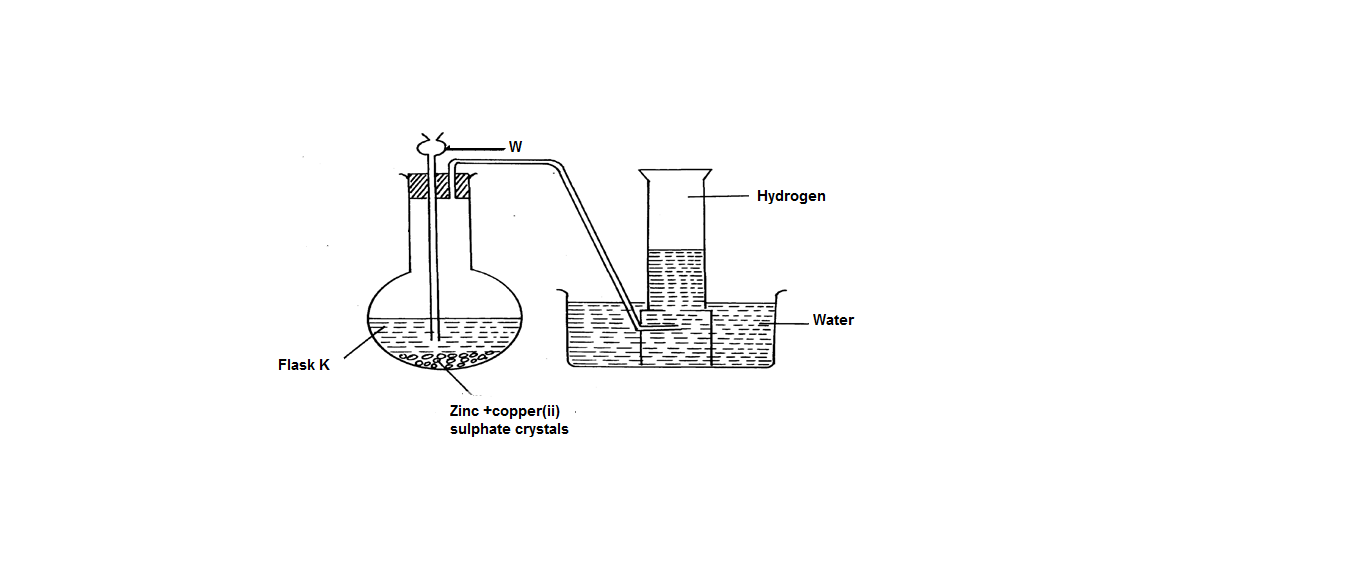 W
Hydrogen
Water
Flask K
Zinc +copper(ii)
sulphate crystals